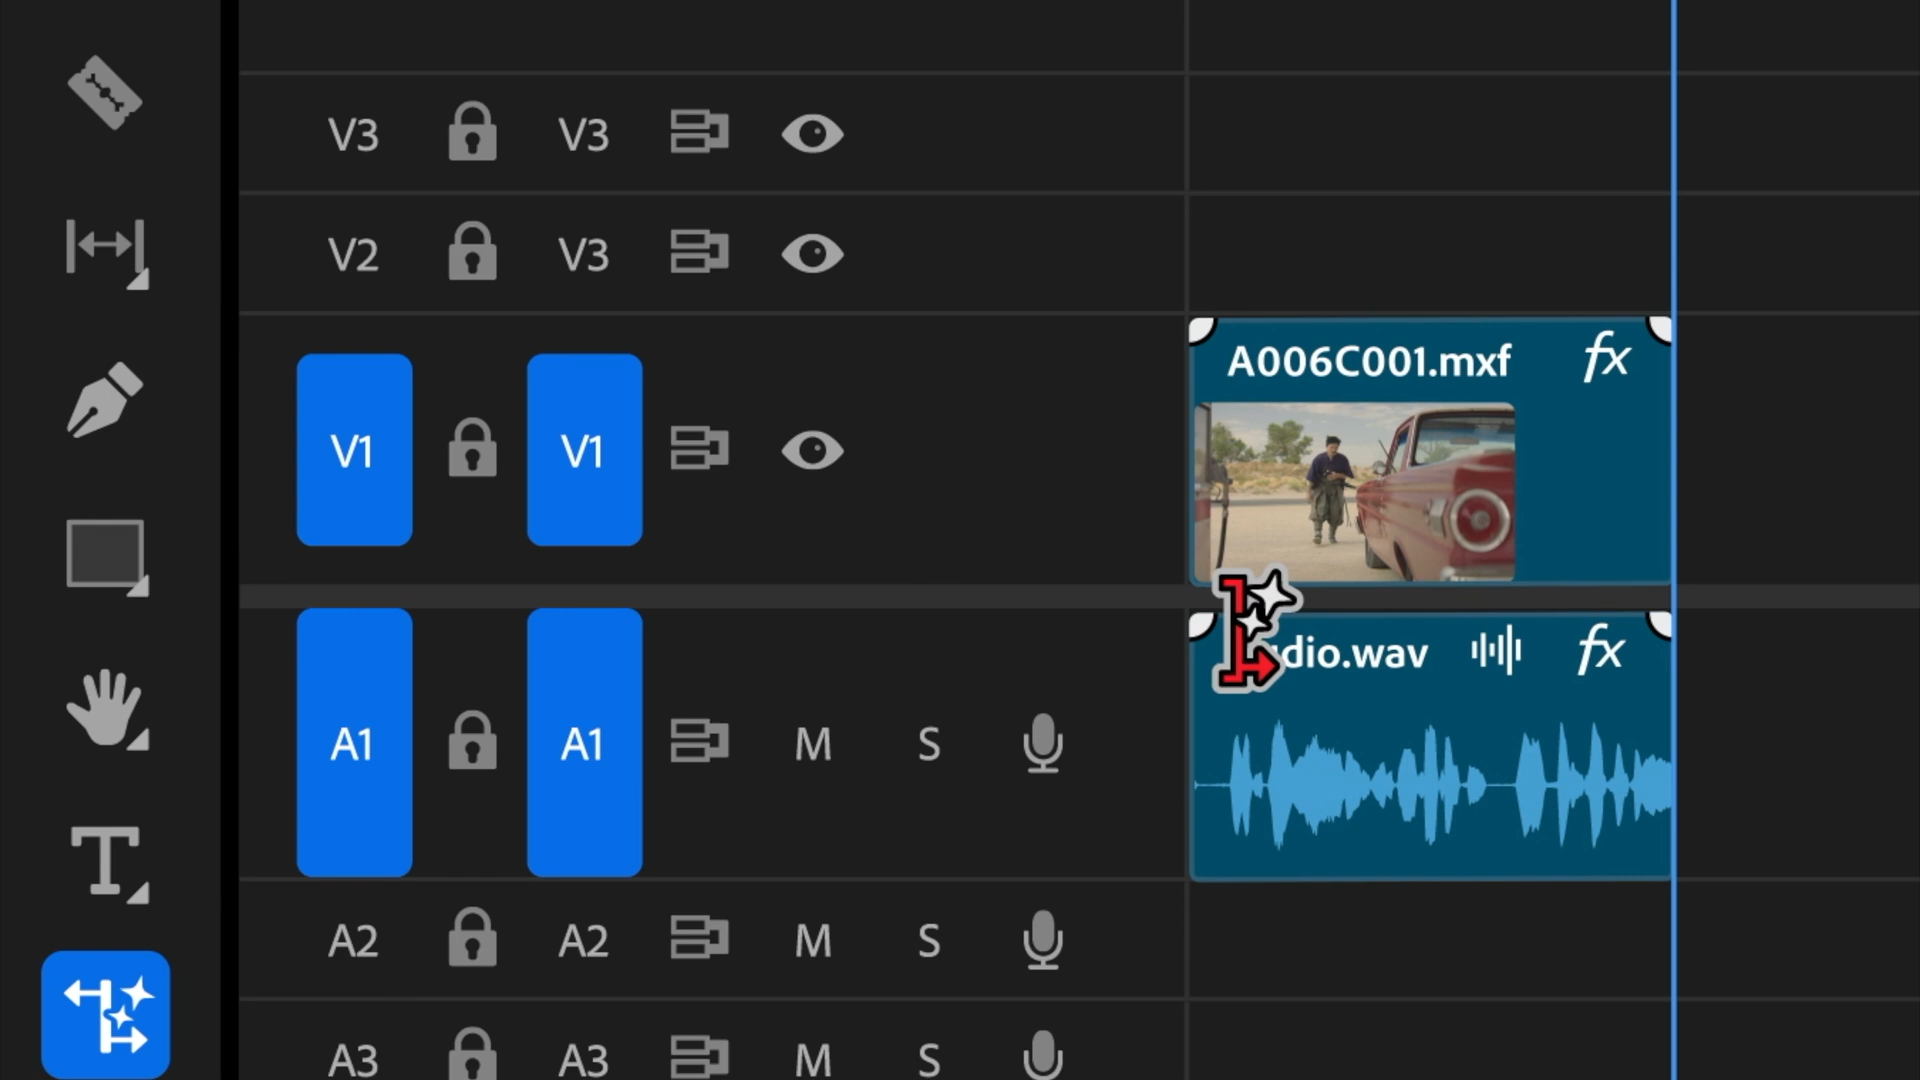 V3 V3
V2 V3
A006C001.mxf fx
V1 V1
dio.wav fx
A1 A1 M S
T
A2 A2 M S
A3 A3 M S